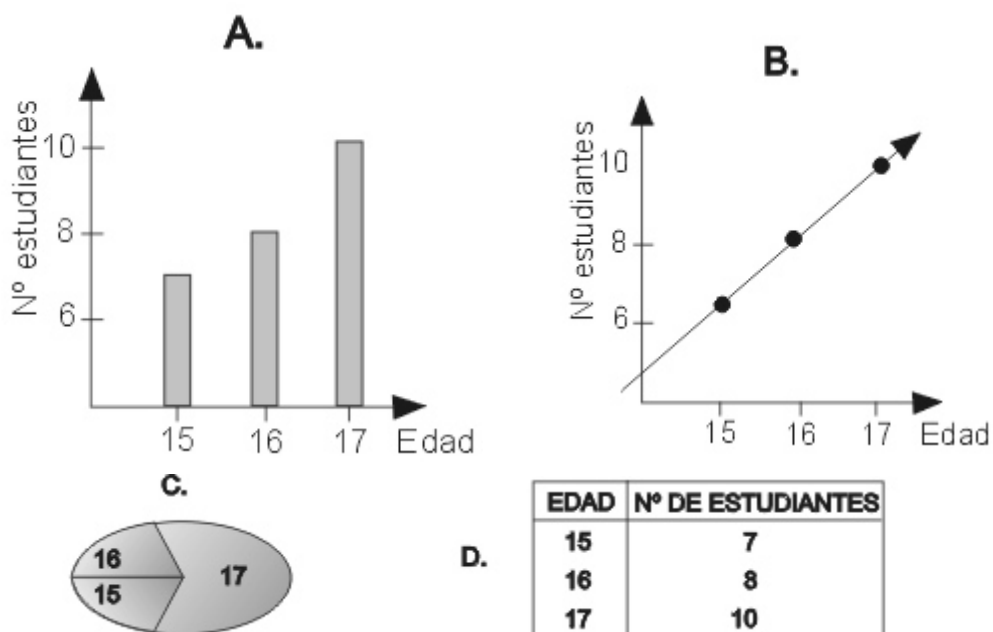 A.
Nº estudiantes
10
8
6
15 16 17 Edad
B.
Nº estudiantes
10
8
6
15 16 17 Edad
C.
16
15
17
D.
EDAD Nº DE ESTUDIANTES
15 7
16 8
17 10